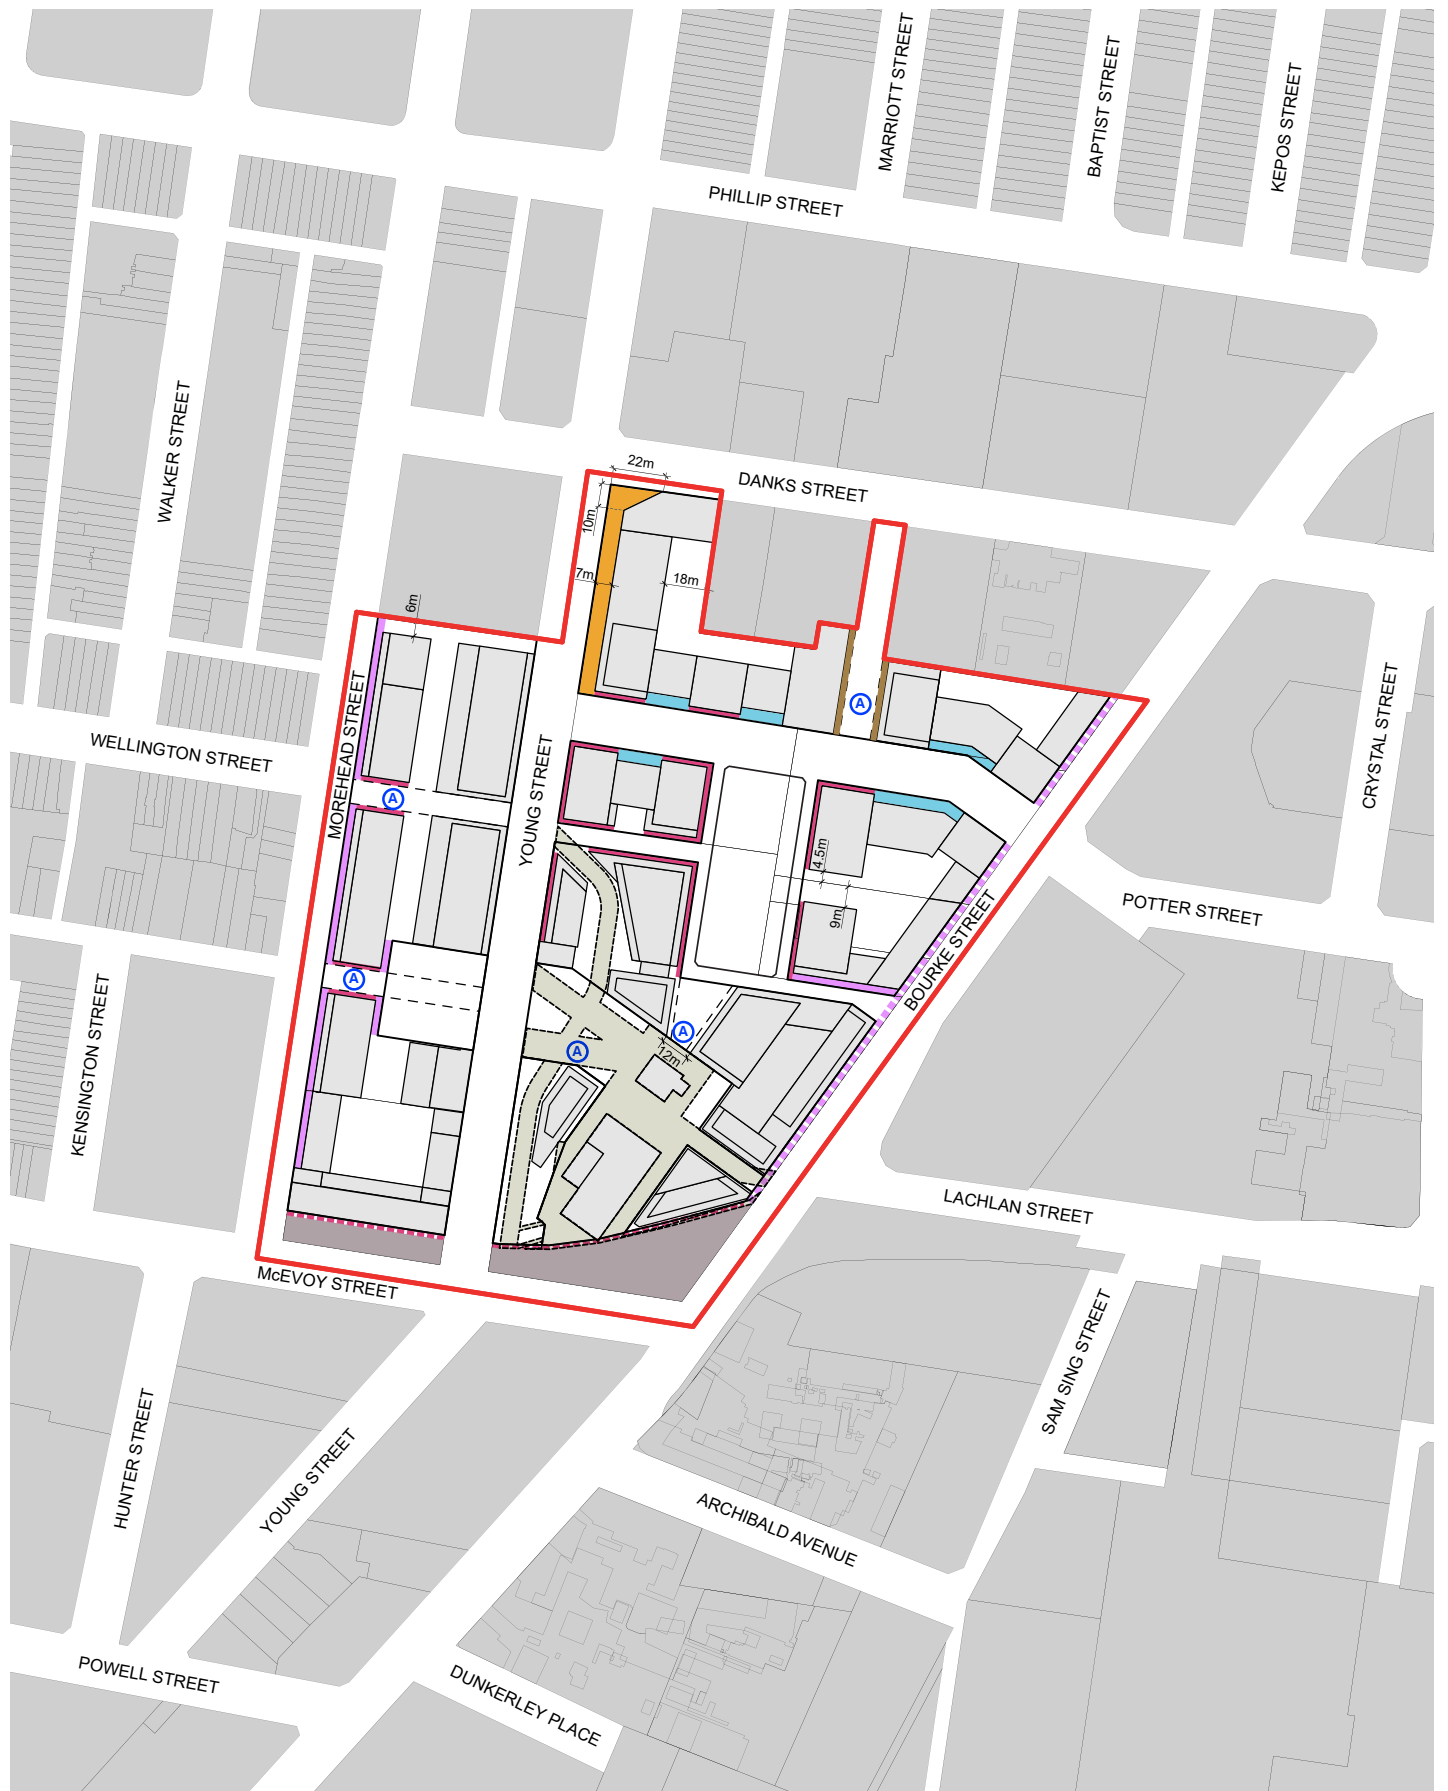 MARRIOTT STREET
BAPTIST STREET
KEPOS STREET
PHILLIP STREET
WALKER STREET
22m
DANKS STREET
10m
7m
18m
6m
MOREHEAD STREET
WELLINGTON STREET
A
A
YOUNG STREET
CRYSTAL STREET
4.5m
9m
POTTER STREET
BOURKE STREET
A
KENSINGTON STREET
A
A
12m
LACHLAN STREET
McEVOY STREET
SAM SING STREET
HUNTER STREET
YOUNG STREET
ARCHIBALD AVENUE
POWELL STREET
DUNKERLEY PLACE